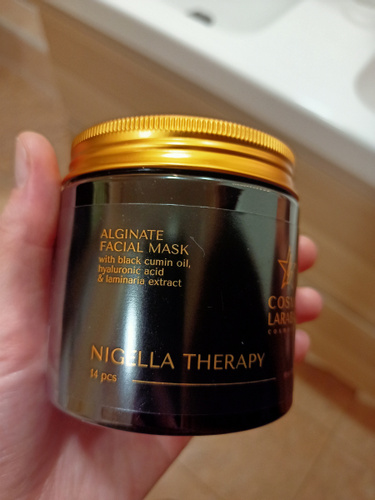 ALGINATE
FACIAL MASK
with black cumin oil,
hyaluronic acid
& laminaria extract
NIGELLA THERAPY
14 pcs